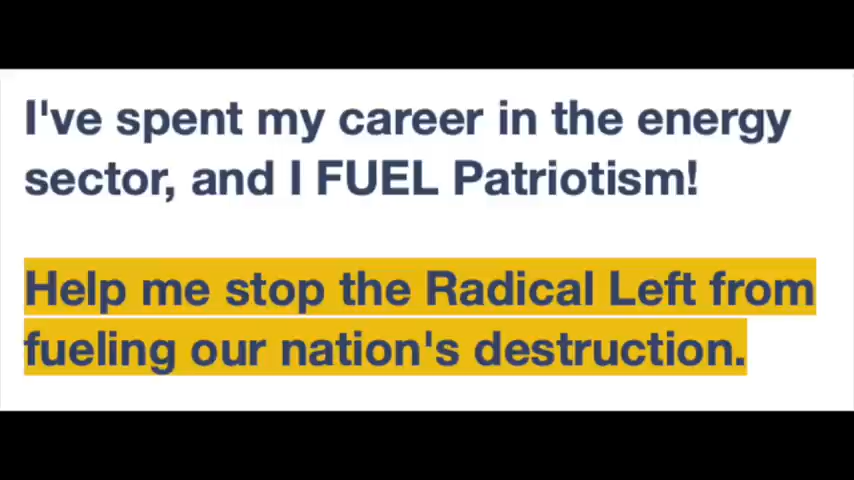 I've spent my career in the energy
sector, and I FUEL Patriotism!
Help me stop the Radical Left from
fueling our nation's destruction.